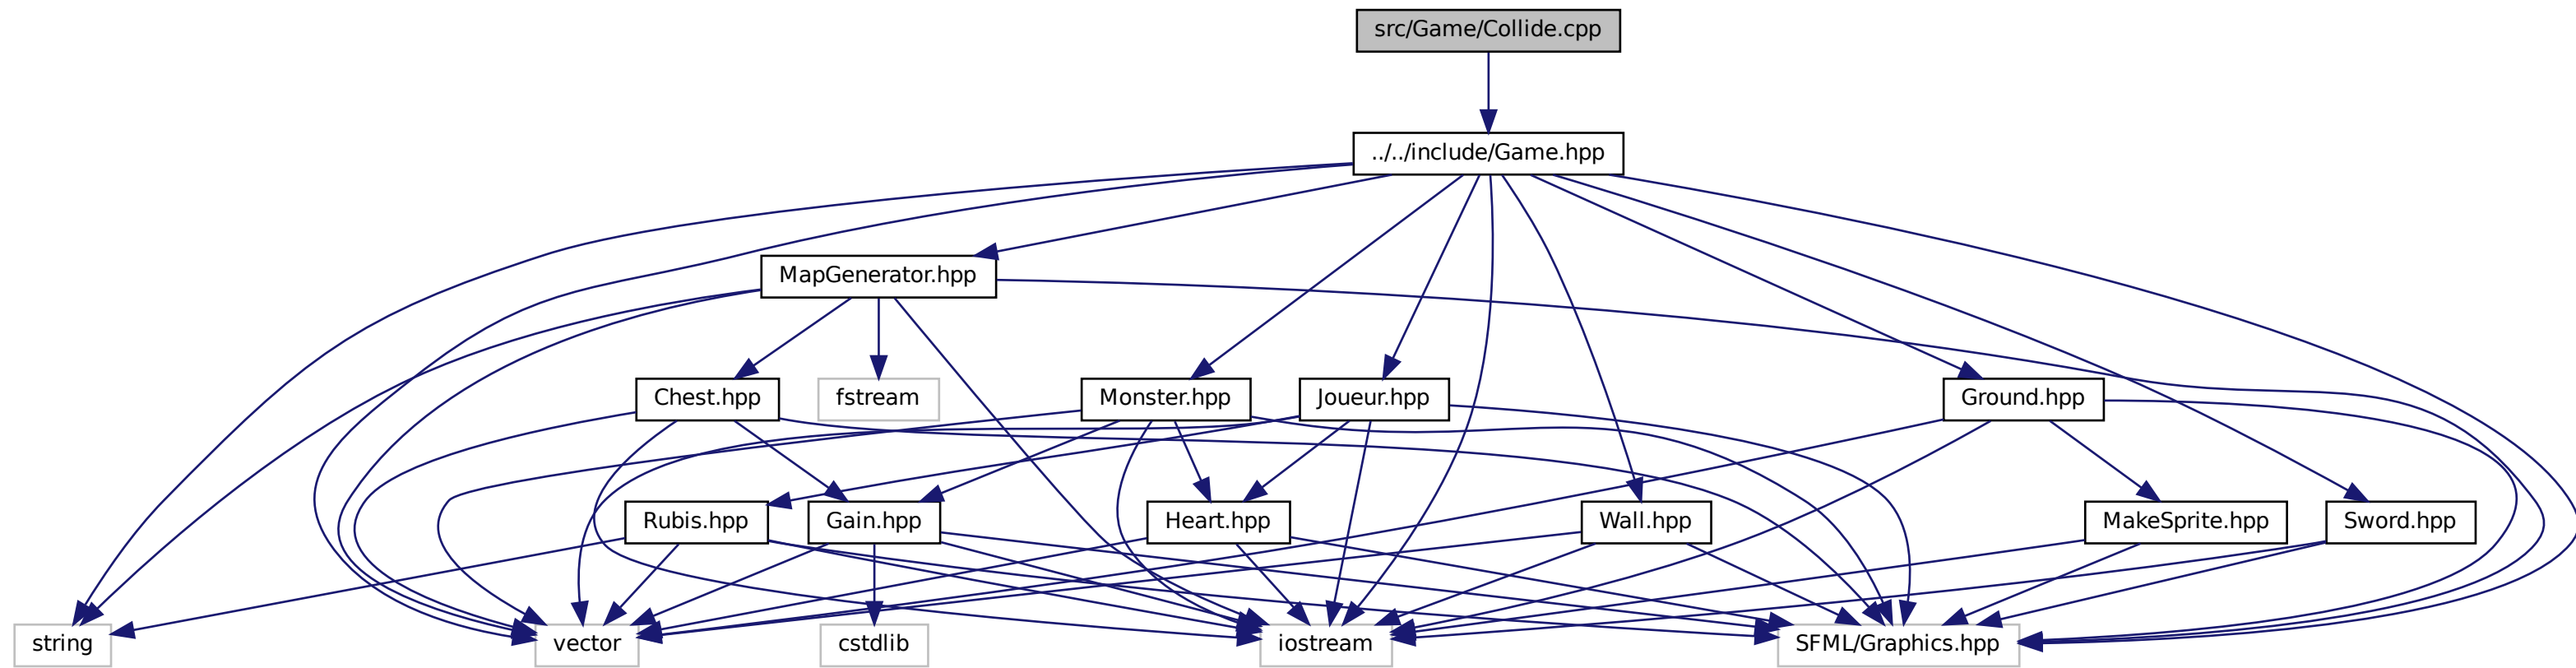 src/Game/Collide.cpp
../../include/Game.hpp
MapGenerator.hpp
Chest.hpp
fstream
Monster.hpp
Joueur.hpp
Ground.hpp
Rubis.hpp
Gain.hpp
Heart.hpp
Wall.hpp
MakeSprite.hpp
Sword.hpp
string
vector
cstdlib
iostream
SFML/Graphics.hpp